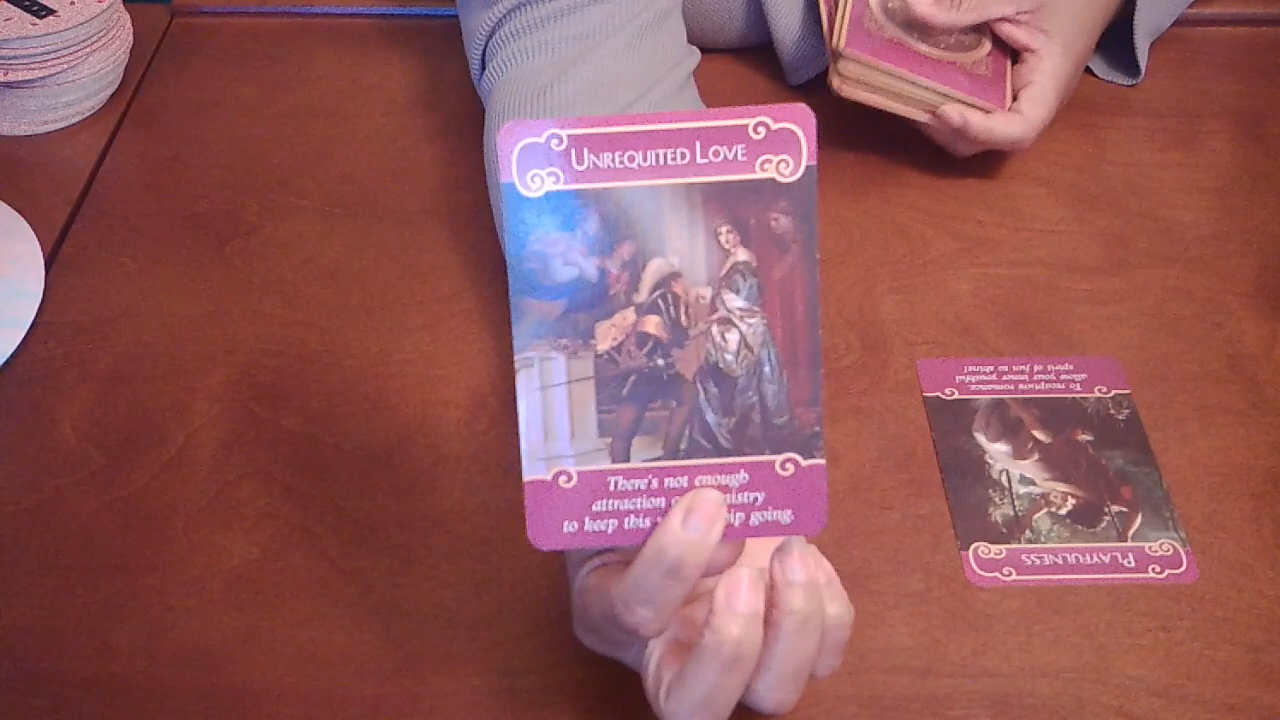 UNREQUITED LOVE
There's not enough
attraction
to keep this going.
To recapture romance,
allow your inner youthful
spirit of fun to shine!
PLAYFULNESS